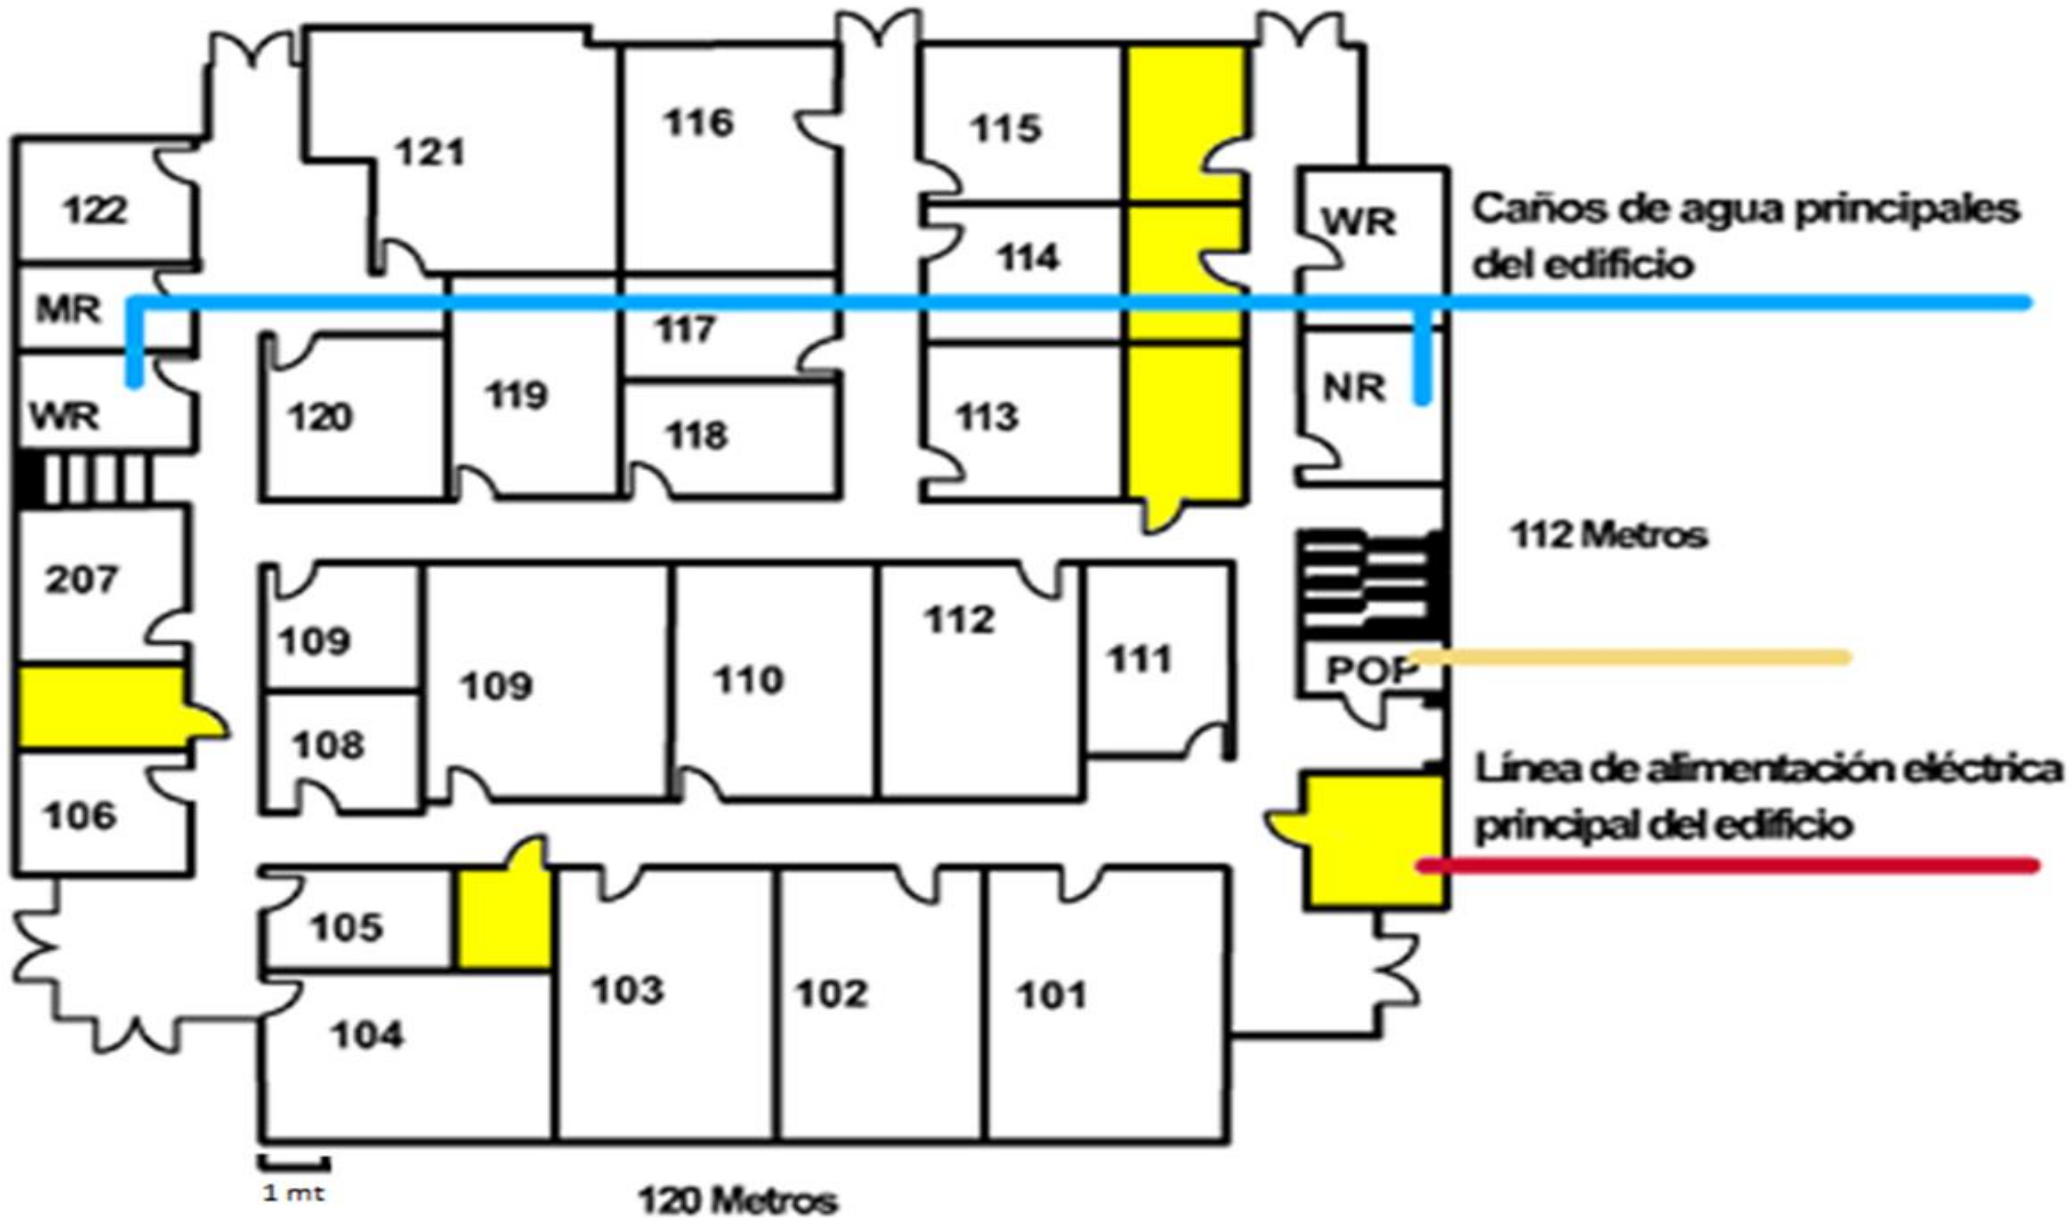 116
115
121
122
WR
Caños de agua principales
del edificio
114
MR
117
119
NR
120
113
WR
118
112 Metros
207
109
112
111
POP
109
110
108
Línea de alimentación eléctrica
principal del edificio
106
105
103
102
101
104
1 mt
120 Metros